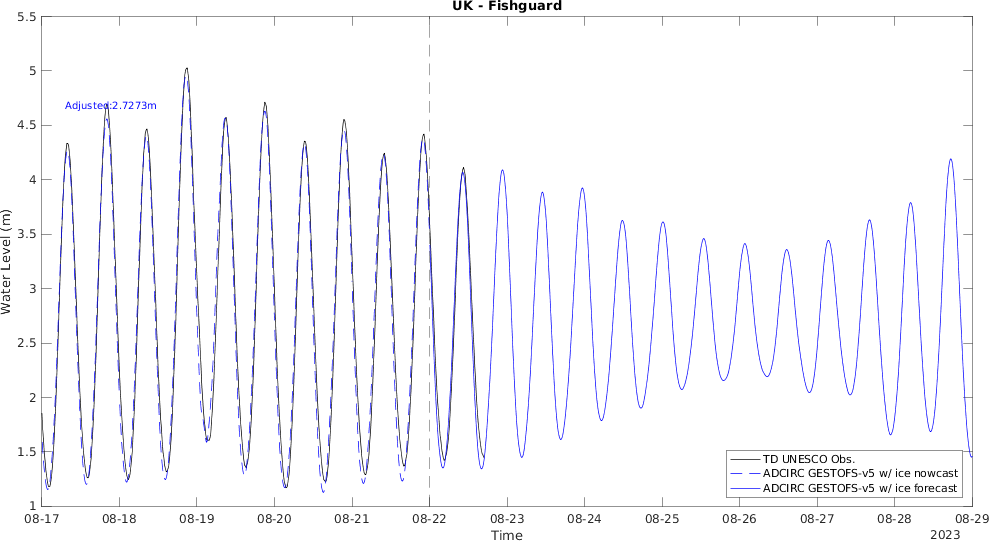 UK - Fishguard
5.5
5
4.5
4
3.5
3
2.5
2
1.5
1
Water Level (m)
Adjusted:2.7273m
TD UNESCO Obs.
ADCIRC GESTOFS-v5 w/ ice nowcast
ADCIRC GESTOFS-v5 w/ ice forecast
08-17 08-18 08-19 08-20 08-21 08-22 08-23 08-24 08-25 08-26 08-27 08-28 08-29
Time
2023